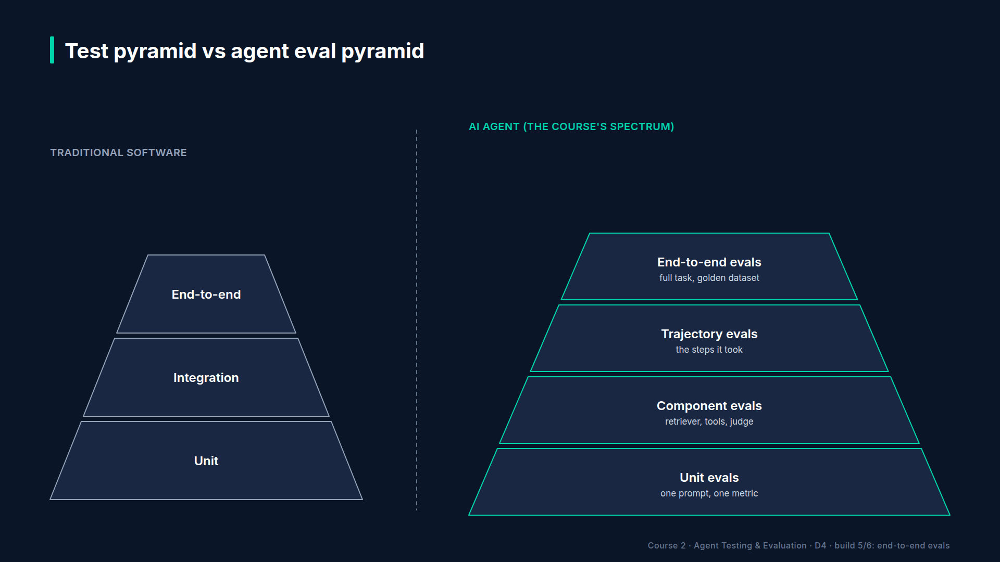 Test pyramid vs agent eval pyramid
TRADITIONAL SOFTWARE
End-to-end
Integration
Unit
AI AGENT (THE COURSE'S SPECTRUM)
End-to-end evals
full task, golden dataset
Trajectory evals
the steps it took
Component evals
retriever, tools, judge
Unit evals
one prompt, one metric
Course 2 · Agent Testing & Evaluation · D4 · build 5/6: end-to-end evals